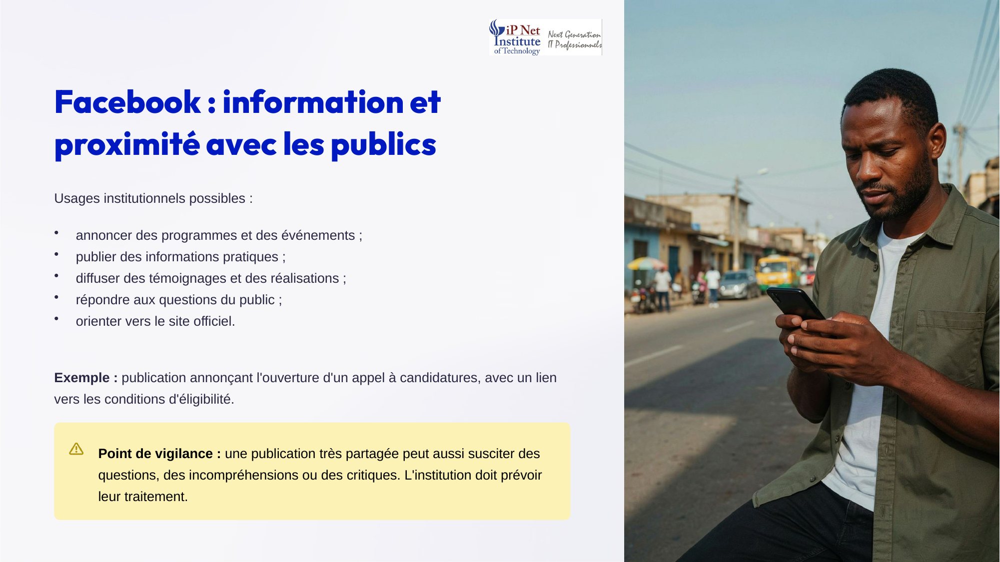 iP Net
Institute
of Technology
Next Generation
IT Professionnels
Facebook : information et
proximité avec les publics
Usages institutionnels possibles :
• annoncer des programmes et des événements ;
• publier des informations pratiques ;
• diffuser des témoignages et des réalisations ;
• répondre aux questions du public ;
• orienter vers le site officiel.
Exemple : publication annonçant l'ouverture d'un appel à candidatures, avec un lien
vers les conditions d'éligibilité.
Point de vigilance : une publication très partagée peut aussi susciter des
questions, des incompréhensions ou des critiques. L'institution doit prévoir
leur traitement.